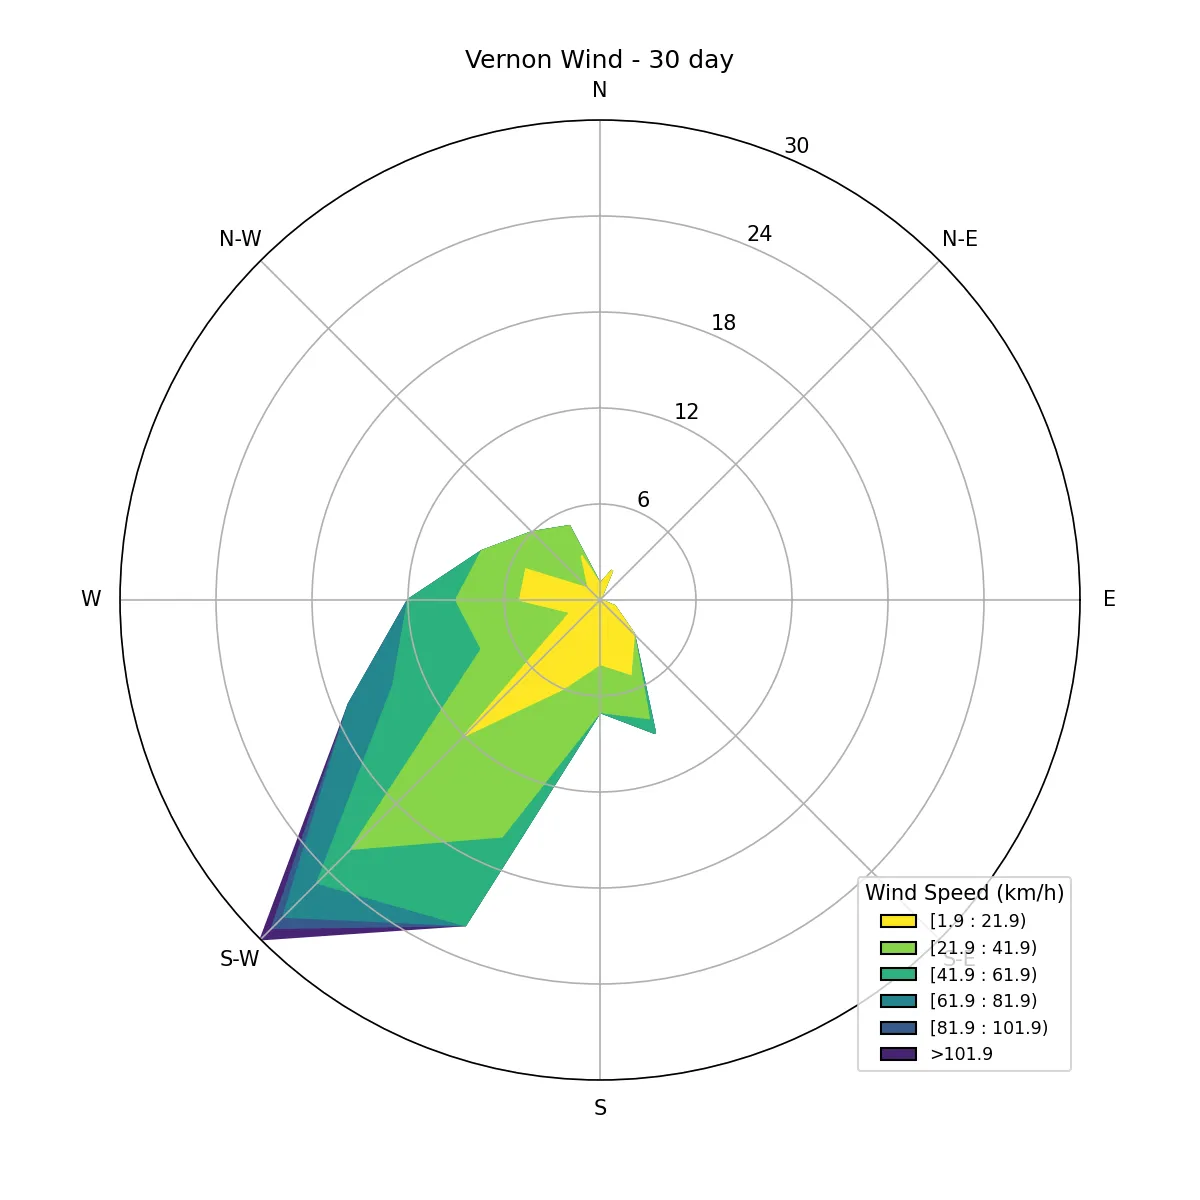 Vernon Wind - 30 day
N
30
N-W
24
N-E
18
12
6
W
E
Wind Speed (km/h)
[1.9 : 21.9)
[21.9 : 41.9)
S-W
S-E
[41.9 : 61.9)
[61.9 : 81.9)
[81.9 : 101.9)
>101.9
S